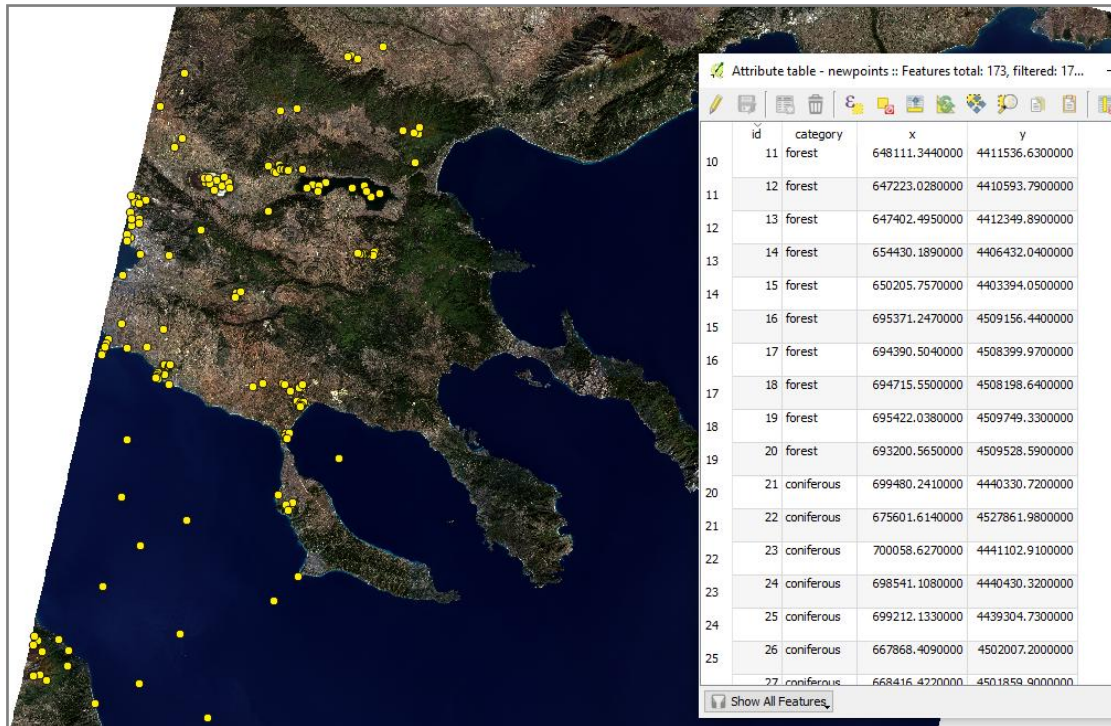 Attribute table - newpoints :: Features total: 173, filtered: 17...
id category x y
10 11 forest 648111.3440000 4411536.6300000
11 12 forest 647223.0280000 4410593.7900000
12 13 forest 647402.4950000 4412349.8900000
13 14 forest 654430.1890000 4406432.0400000
14 15 forest 650205.7570000 4403394.0500000
15 16 forest 695371.2470000 4509156.4400000
16 17 forest 694390.5040000 4508399.9700000
17 18 forest 694715.5500000 4508198.6400000
18 19 forest 695422.0380000 4509749.3300000
19 20 forest 693200.5650000 4509528.5900000
20 21 coniferous 699480.2410000 4440330.7200000
21 22 coniferous 675601.6140000 4527861.9800000
22 23 coniferous 700058.6270000 4441102.9100000
23 24 coniferous 698541.1080000 4440430.3200000
24 25 coniferous 699212.1330000 4439304.7300000
25 26 coniferous 667868.4090000 4502007.2000000
27 coniferous 668416.4220000 4501859.9000000
Show All Features